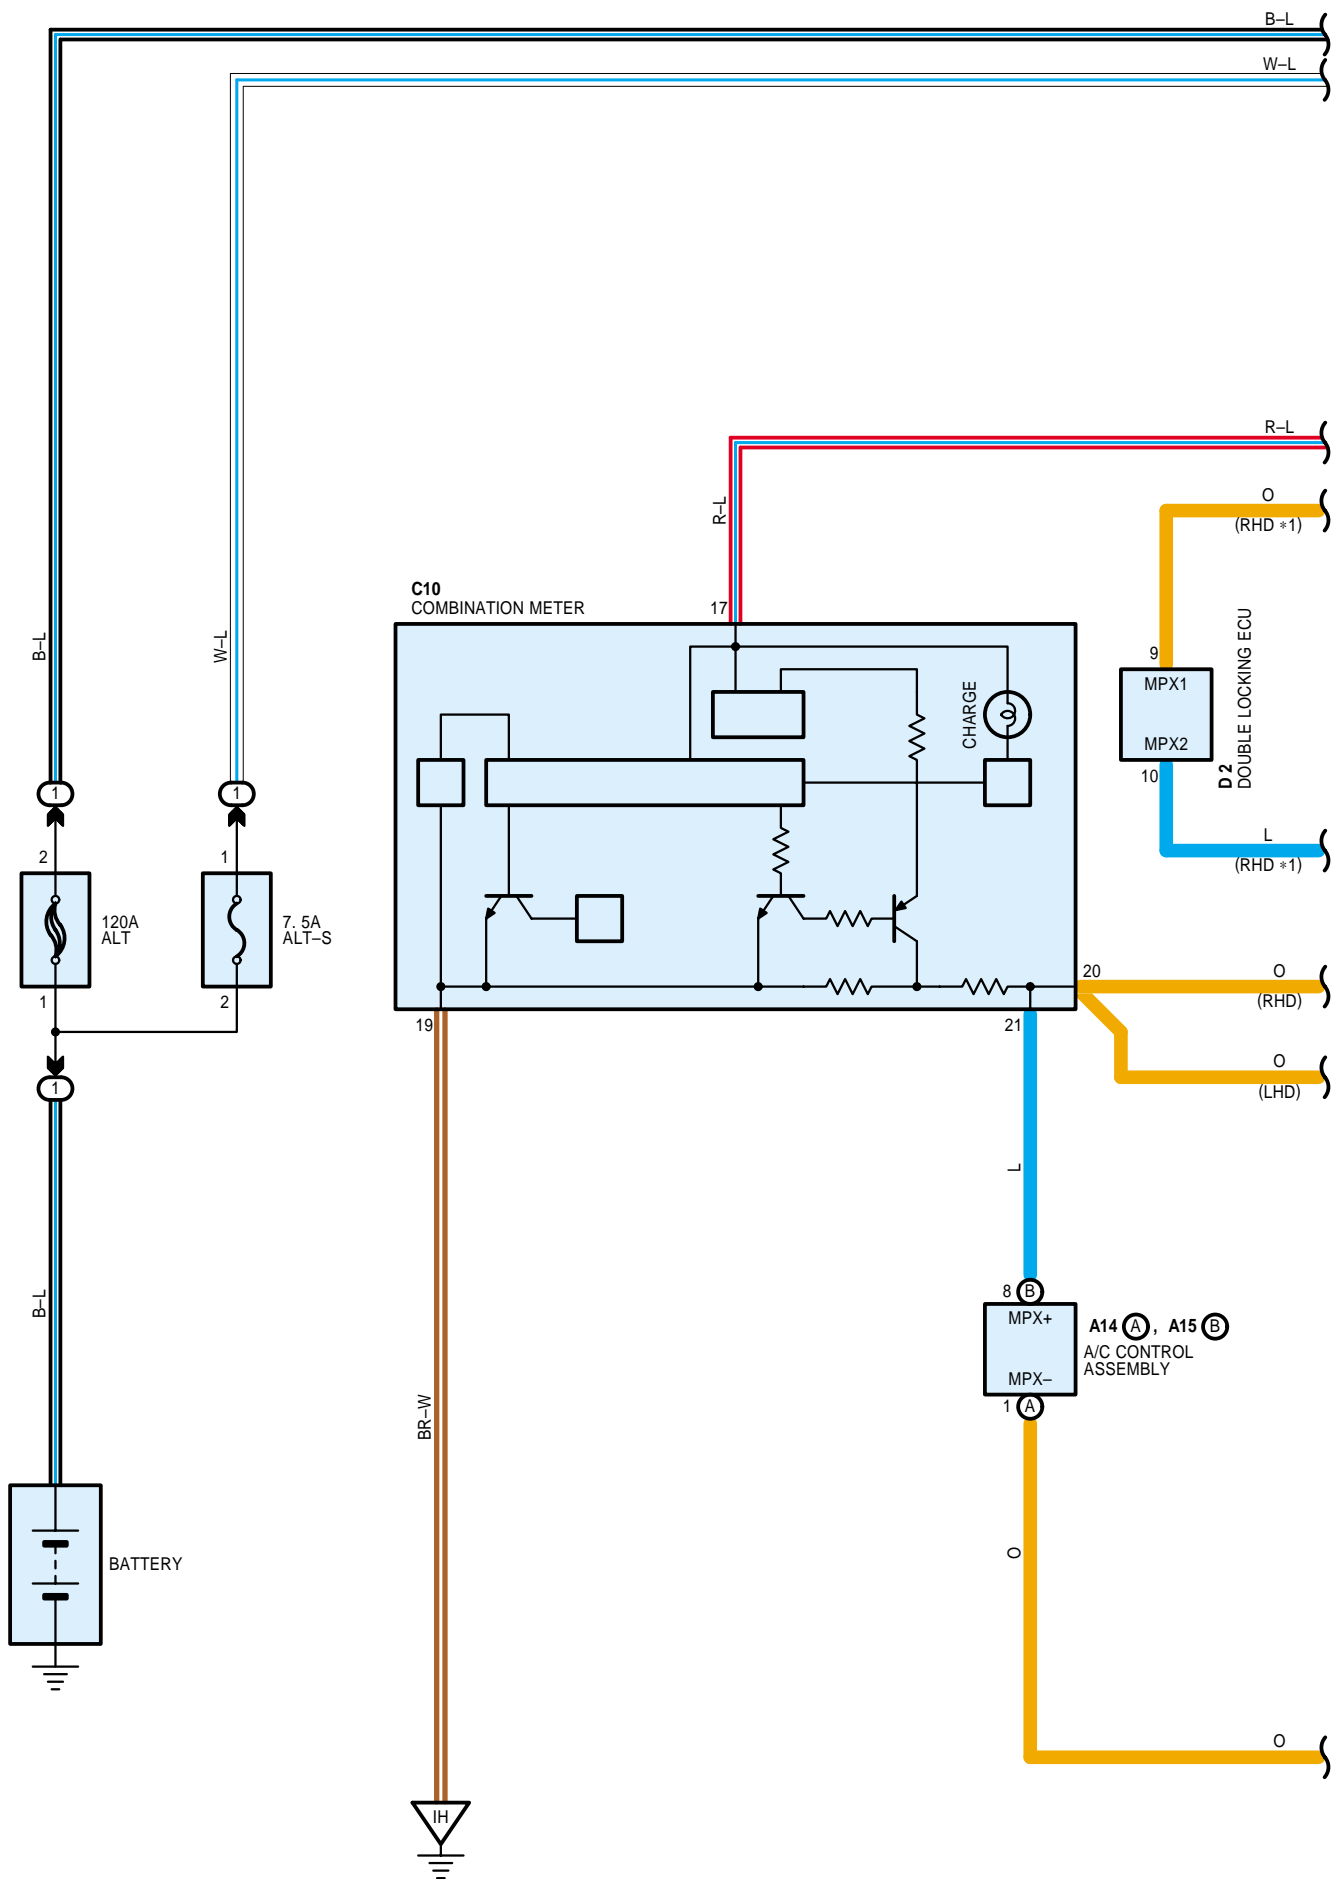 B–L
W–L
R–L
O
(RHD *1)
R–L
C10
COMBINATION METER
17
B–L
W–L
9
MPX1
MPX2
10
D 2
DOUBLE LOCKING ECU
CHARGE
1
1
2
1
L
(RHD *1)
120A
ALT
7. 5A
ALT–S
1
2
20
O
(RHD)
19
21
O
(LHD)
1
L
B–L
8
B
MPX+
MPX–
1
A
A14 A , A15 B
A/C CONTROL
ASSEMBLY
BR–W
O
BATTERY
O
IH